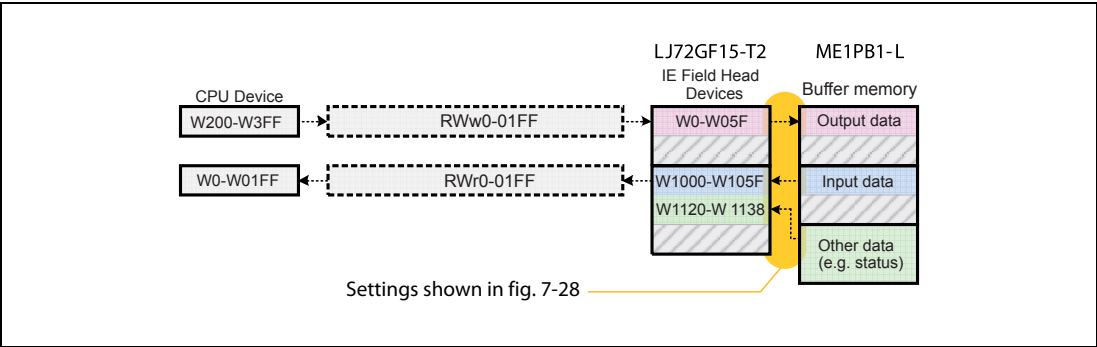 LJ72GF15-T2
ME1PB1-L
IE Field Head
Devices
Buffer memory
CPU Device
W200-W3FF
RWw0-01FF
W0-W05F
Output data
W0-W01FF
RWr0-01FF
W1000-W105F
Input data
W1120-W 1138
Other data
(e.g. status)
Settings shown in fig. 7-28